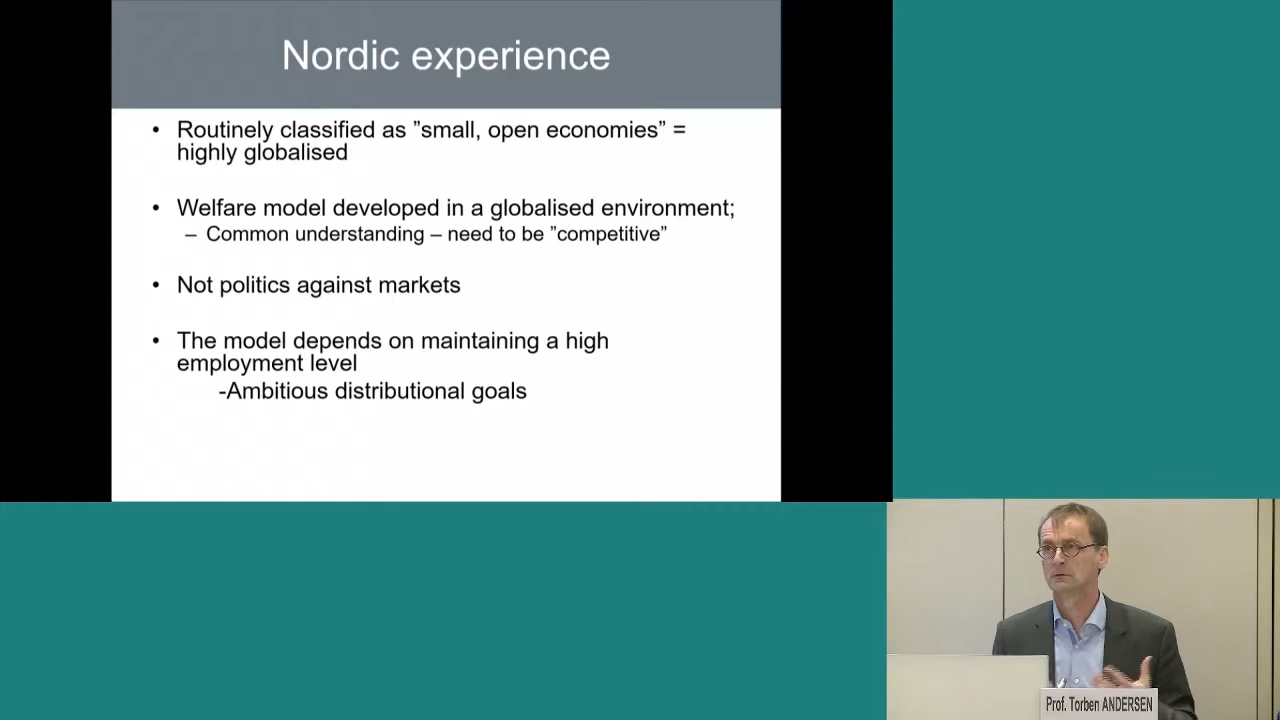 Nordic experience
• Routinely classified as ”small, open economies” =
highly globalised
• Welfare model developed in a globalised environment;
– Common understanding – need to be ”competitive”
• Not politics against markets
• The model depends on maintaining a high
employment level
-Ambitious distributional goals
Prof. Torben ANDERSEN